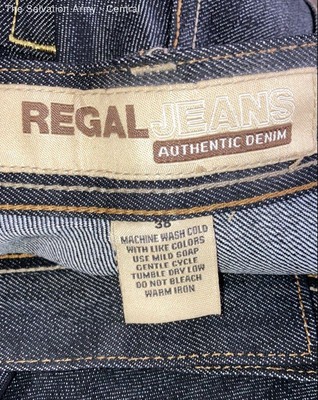 The Salvation Army - Central
REGAL JEANS
AUTHENTIC DENIM
36
MACHINE WASH COLD
WITH LIKE COLORS
USE MILD SOAP
GENTLE CYCLE
TUMBLE DRY LOW
DO NOT BLEACH
WARM IRON